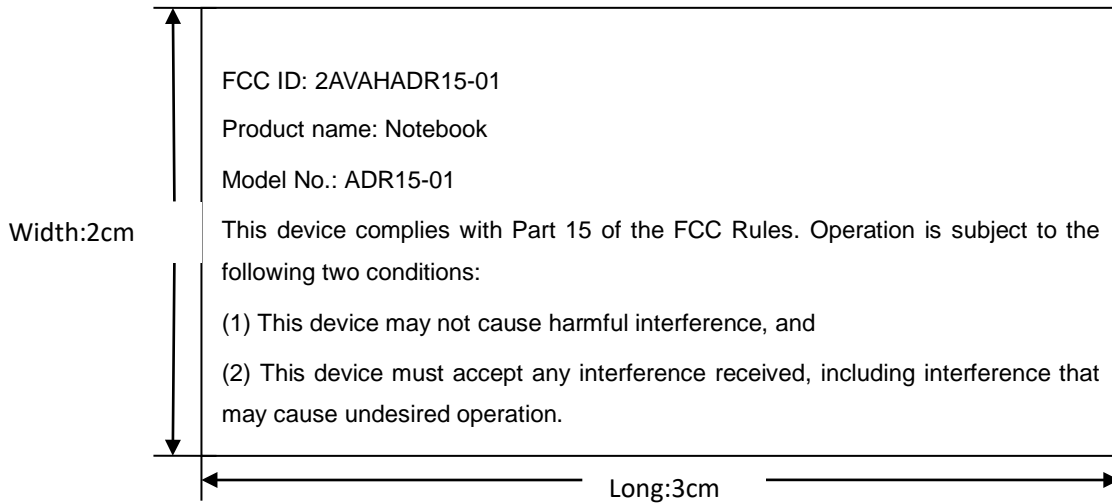 FCC ID: 2AVAHADR15-01
Product name: Notebook
Model No.: ADR15-01
Width:2cm
This device complies with Part 15 of the FCC Rules. Operation is subject to the
following two conditions:
(1) This device may not cause harmful interference, and
(2) This device must accept any interference received, including interference that
may cause undesired operation.
Long:3cm